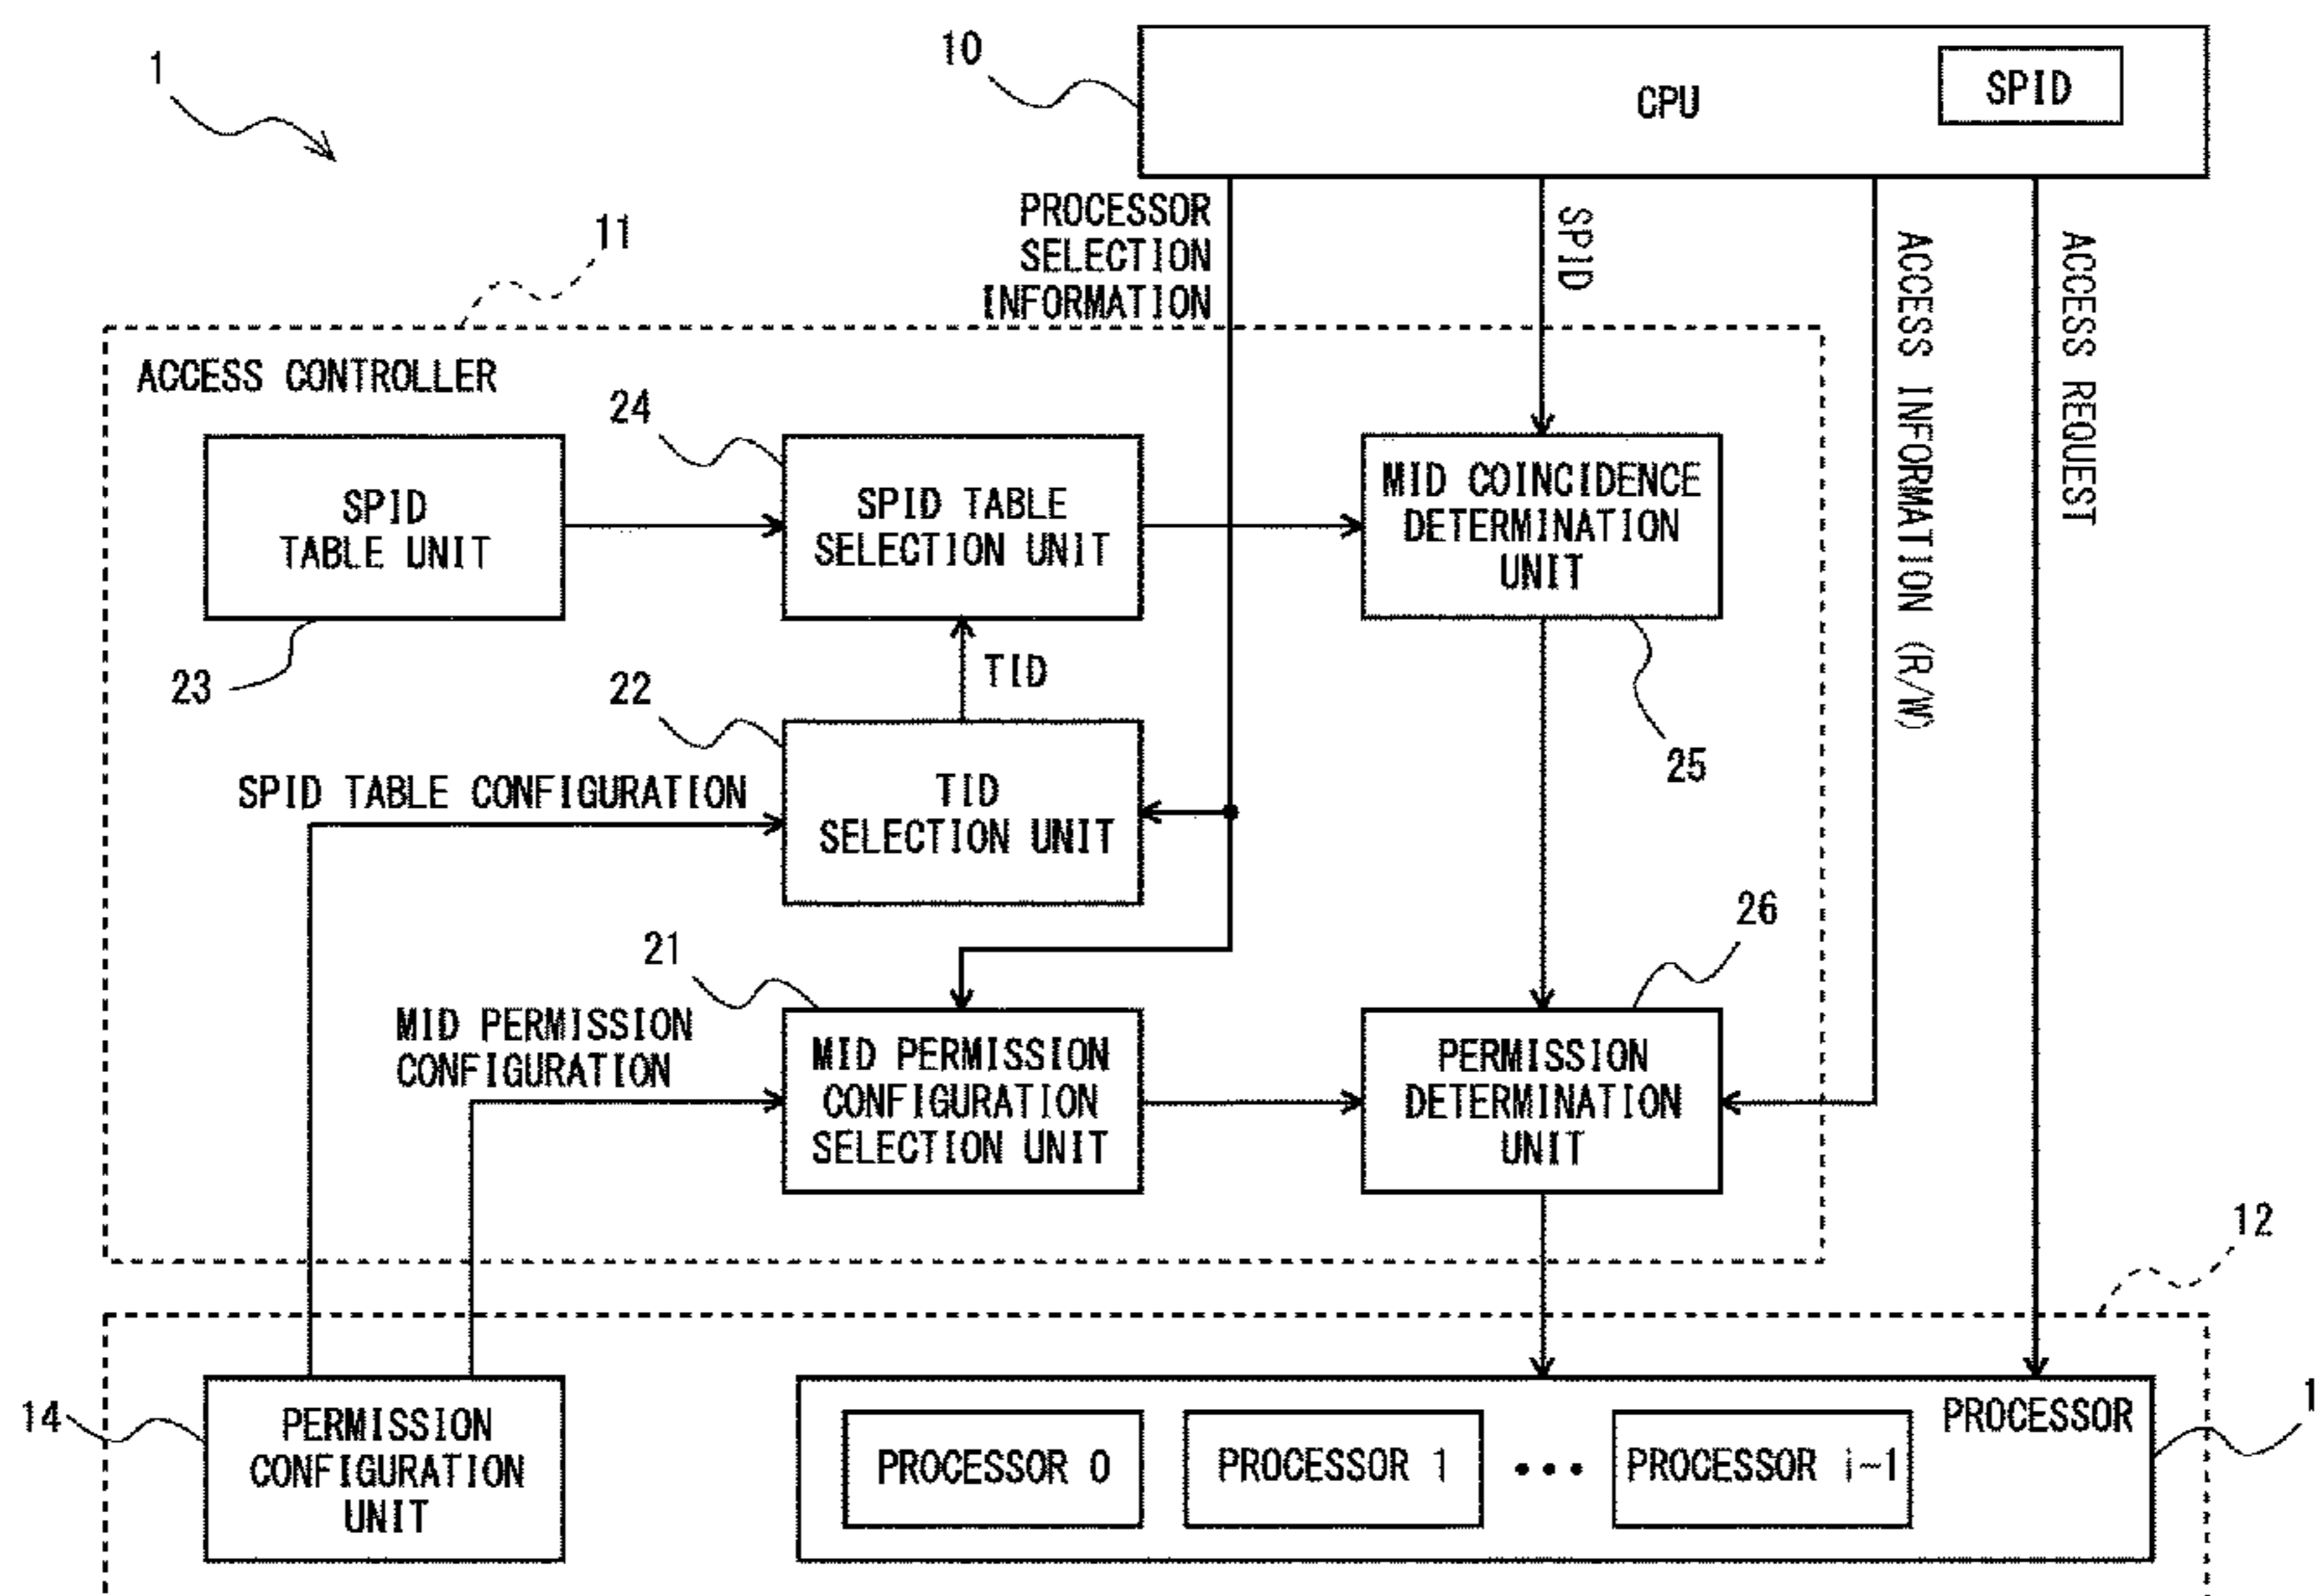 1
10
CPU
SPID
11
PROCESSOR
SELECTION
INFORMATION
SPID
ACCESS INFORMATION (R/W)
ACCESS REQUEST
ACCESS CONTROLLER
24
SPID
TABLE UNIT
SPID TABLE
SELECTION UNIT
MID COINCIDENCE
DETERMINATION
UNIT
23
22
TID
25
SPID TABLE CONFIGURATION
TID
SELECTION UNIT
21
26
MID PERMISSION
CONFIGURATION
MID PERMISSION
CONFIGURATION
SELECTION UNIT
PERMISSION
DETERMINATION
UNIT
12
14
PERMISSION
CONFIGURATION
UNIT
PROCESSOR
PROCESSOR 0
PROCESSOR 1
•••
PROCESSOR i-1
1